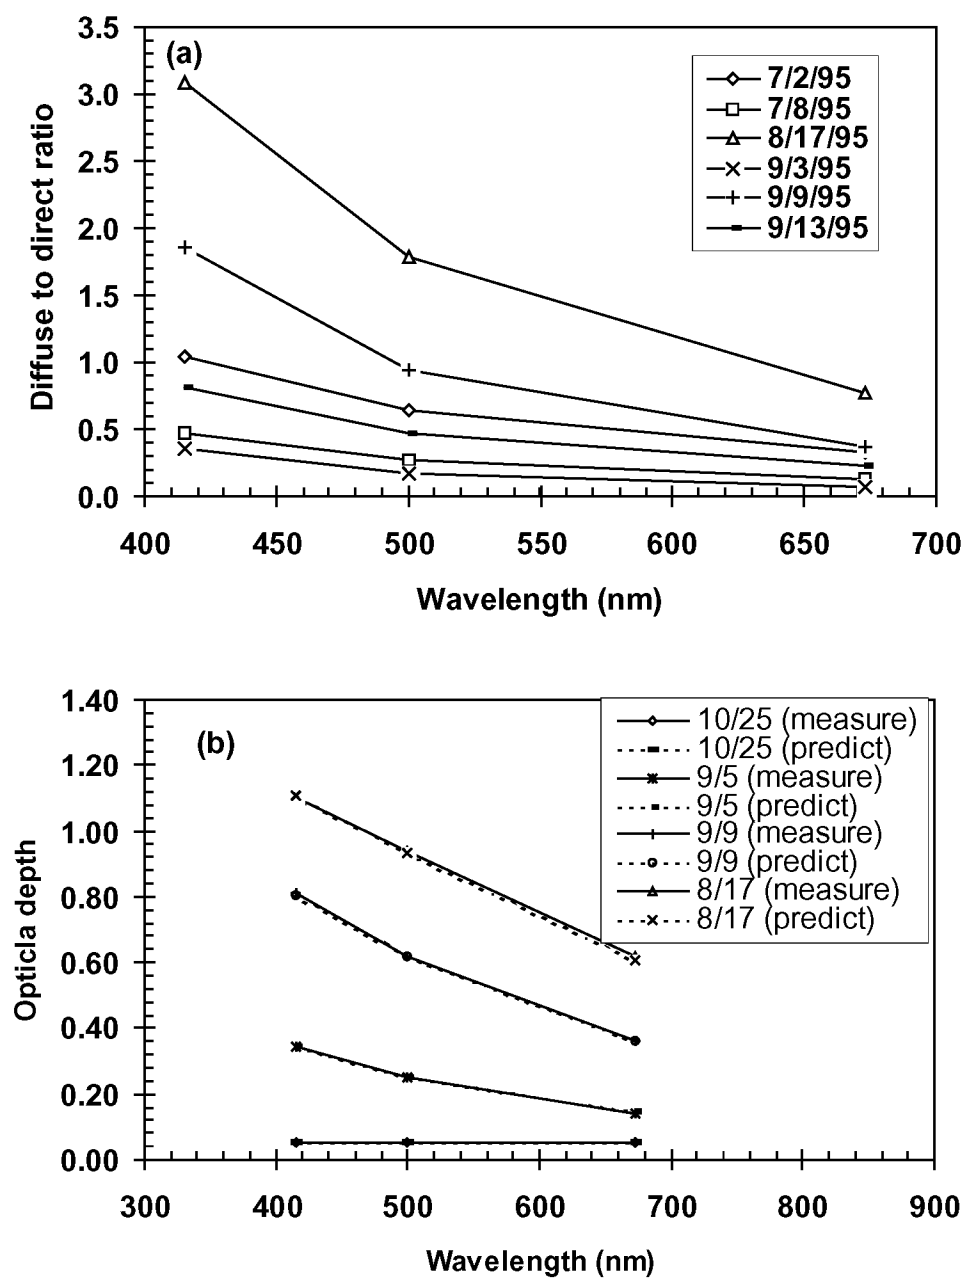 (a)
3.5
3.0
2.5
2.0
1.5
1.0
0.5
0.0
Diffuse to direct ratio
7/2/95
7/8/95
8/17/95
9/3/95
9/9/95
9/13/95
400 450 500 550 600 650 700
Wavelength (nm)
(b)
1.40
1.20
1.00
0.80
0.60
0.40
0.20
0.00
Opticla depth
10/25 (measure)
10/25 (predict)
9/5 (measure)
9/5 (predict)
9/9 (measure)
9/9 (predict)
8/17 (measure)
8/17 (predict)
300 400 500 600 700 800 900
Wavelength (nm)